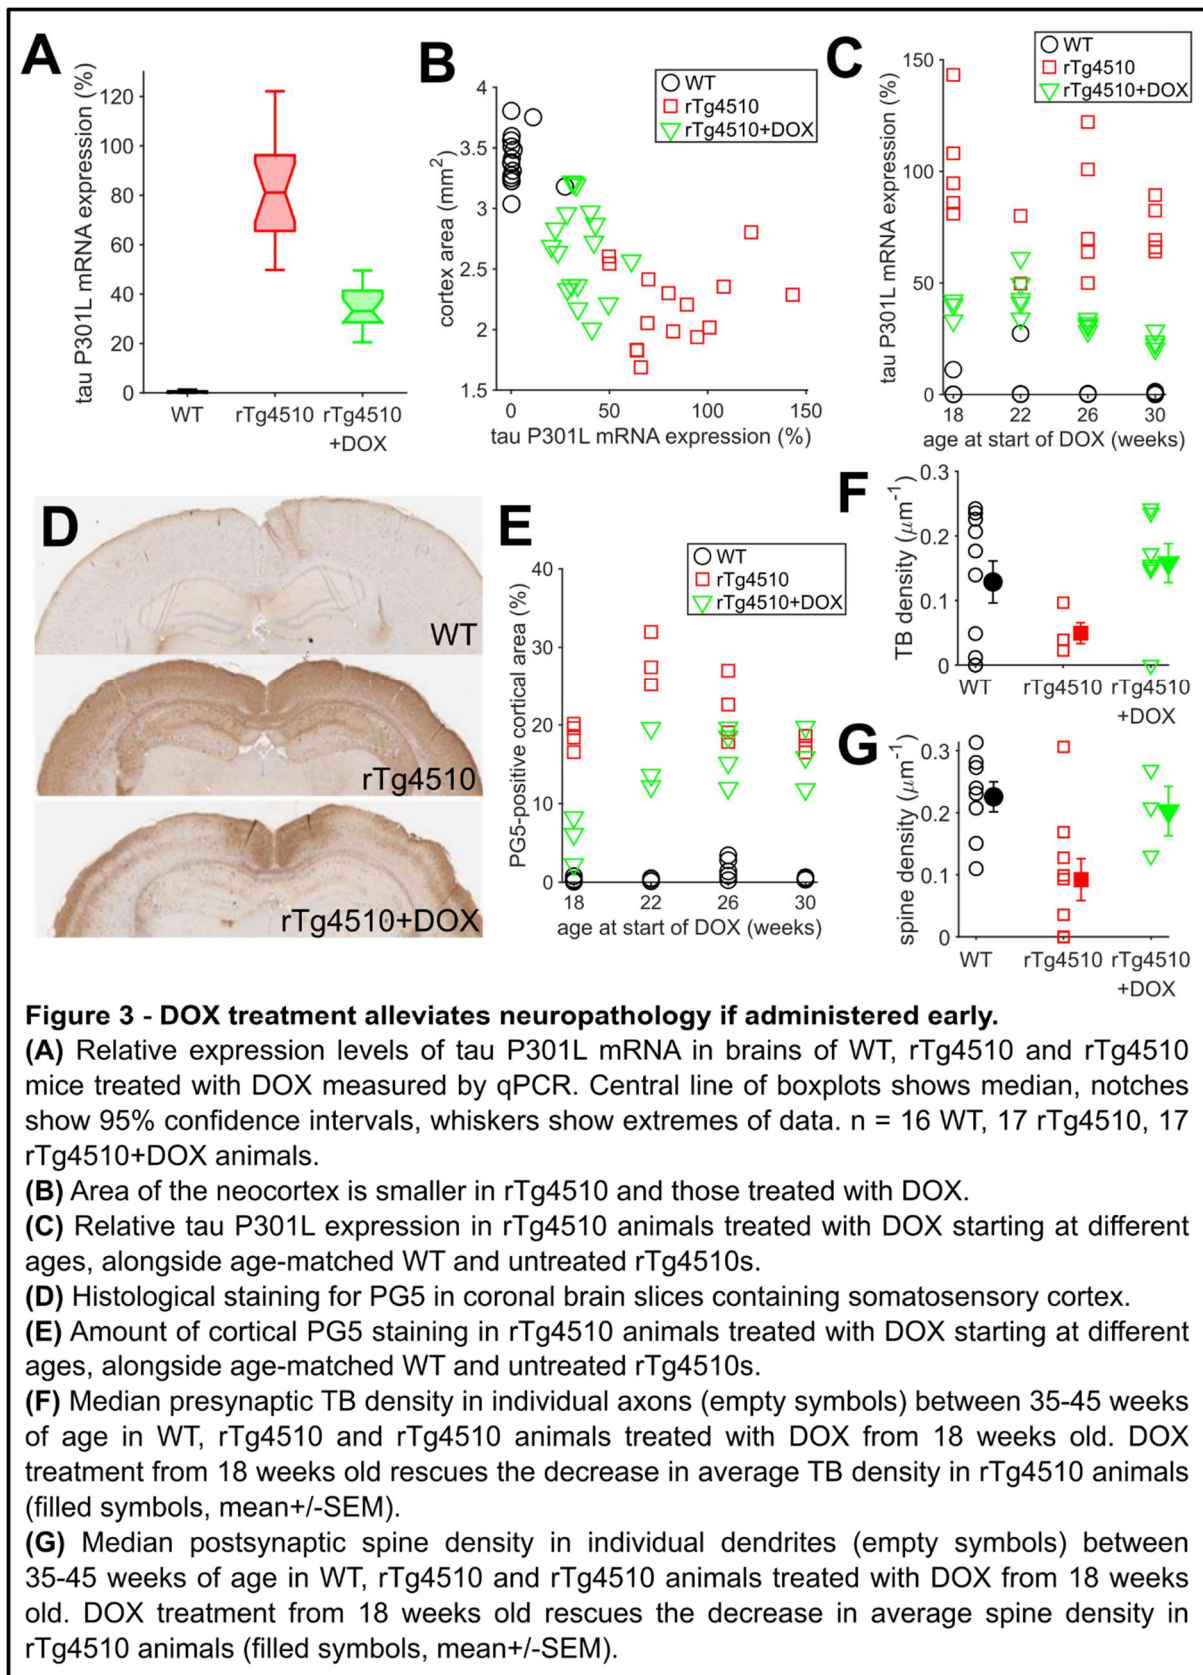 A
tau P301L mRNA expression (%)
120
100
80
60
40
20
0
WT
rTg4510
rTg4510
+DOX
B
cortex area (mm²)
4
3.5
3
2.5
2
1.5
0
50
100
150
tau P301L mRNA expression (%)
WT
rTg4510
rTg4510+DOX
C
tau P301L mRNA expression (%)
150
100
50
0
18
22
26
30
age at start of DOX (weeks)
WT
rTg4510
rTg4510+DOX
D
WT
rTg4510
rTg4510+DOX
E
PG5-positive cortical area (%)
40
30
20
10
0
18
22
26
30
age at start of DOX (weeks)
WT
rTg4510
rTg4510+DOX
F
TB density (μm⁻¹)
0.3
0.2
0.1
0
WT
rTg4510
rTg4510
+DOX
G
spine density (μm⁻¹)
0.3
0.2
0.1
0
WT
rTg4510
rTg4510
+DOX
Figure 3 - DOX treatment alleviates neuropathology if administered early.
(A) Relative expression levels of tau P301L mRNA in brains of WT, rTg4510 and rTg4510
mice treated with DOX measured by qPCR. Central line of boxplots shows median, notches
show 95% confidence intervals, whiskers show extremes of data. n = 16 WT, 17 rTg4510, 17
rTg4510+DOX animals.
(B) Area of the neocortex is smaller in rTg4510 and those treated with DOX.
(C) Relative tau P301L expression in rTg4510 animals treated with DOX starting at different
ages, alongside age-matched WT and untreated rTg4510s.
(D) Histological staining for PG5 in coronal brain slices containing somatosensory cortex.
(E) Amount of cortical PG5 staining in rTg4510 animals treated with DOX starting at different
ages, alongside age-matched WT and untreated rTg4510s.
(F) Median presynaptic TB density in individual axons (empty symbols) between 35-45 weeks
of age in WT, rTg4510 and rTg4510 animals treated with DOX from 18 weeks old. DOX
treatment from 18 weeks old rescues the decrease in average TB density in rTg4510 animals
(filled symbols, mean+/-SEM).
(G) Median postsynaptic spine density in individual dendrites (empty symbols) between
35-45 weeks of age in WT, rTg4510 and rTg4510 animals treated with DOX from 18 weeks
old. DOX treatment from 18 weeks old rescues the decrease in average spine density in
rTg4510 animals (filled symbols, mean+/-SEM).